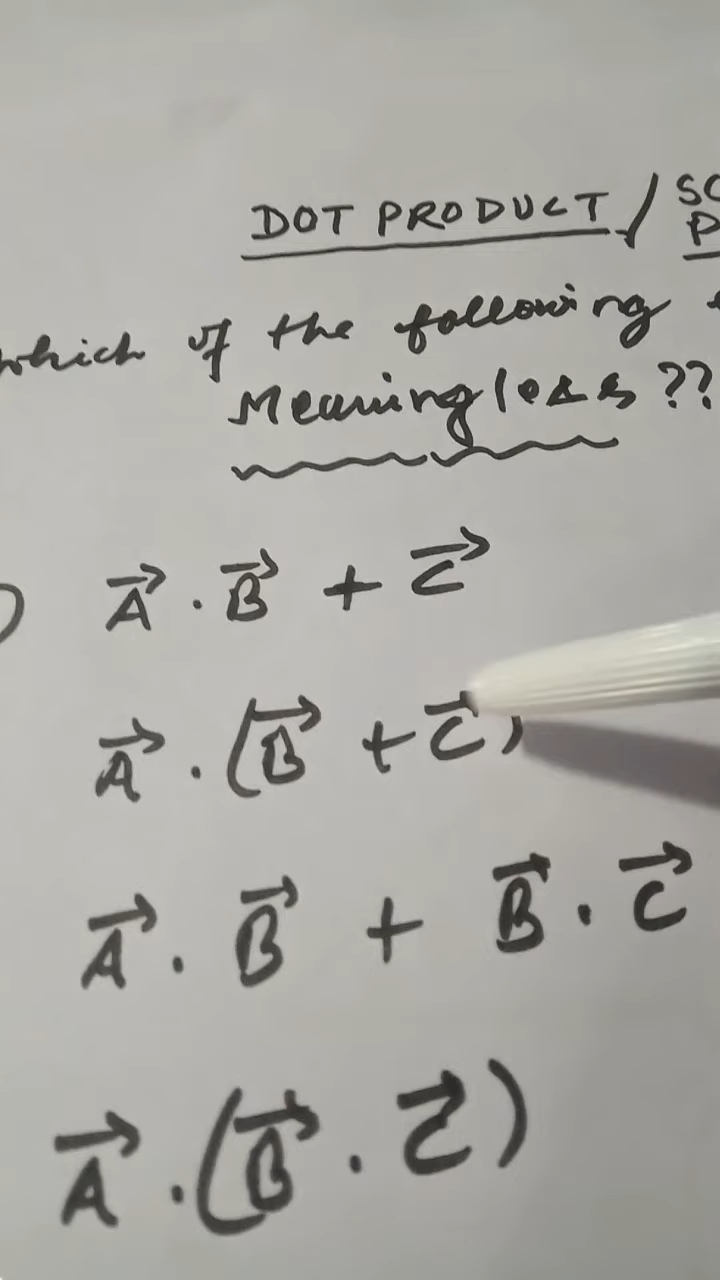 DOT PRODUCT / SC
P
which of the following
Meaningless ??
) A⃗ . B⃗ + C⃗
A⃗ . (B⃗ + C⃗)
A⃗ . B⃗ + B⃗ . C⃗
A⃗ . (B⃗ . C⃗)